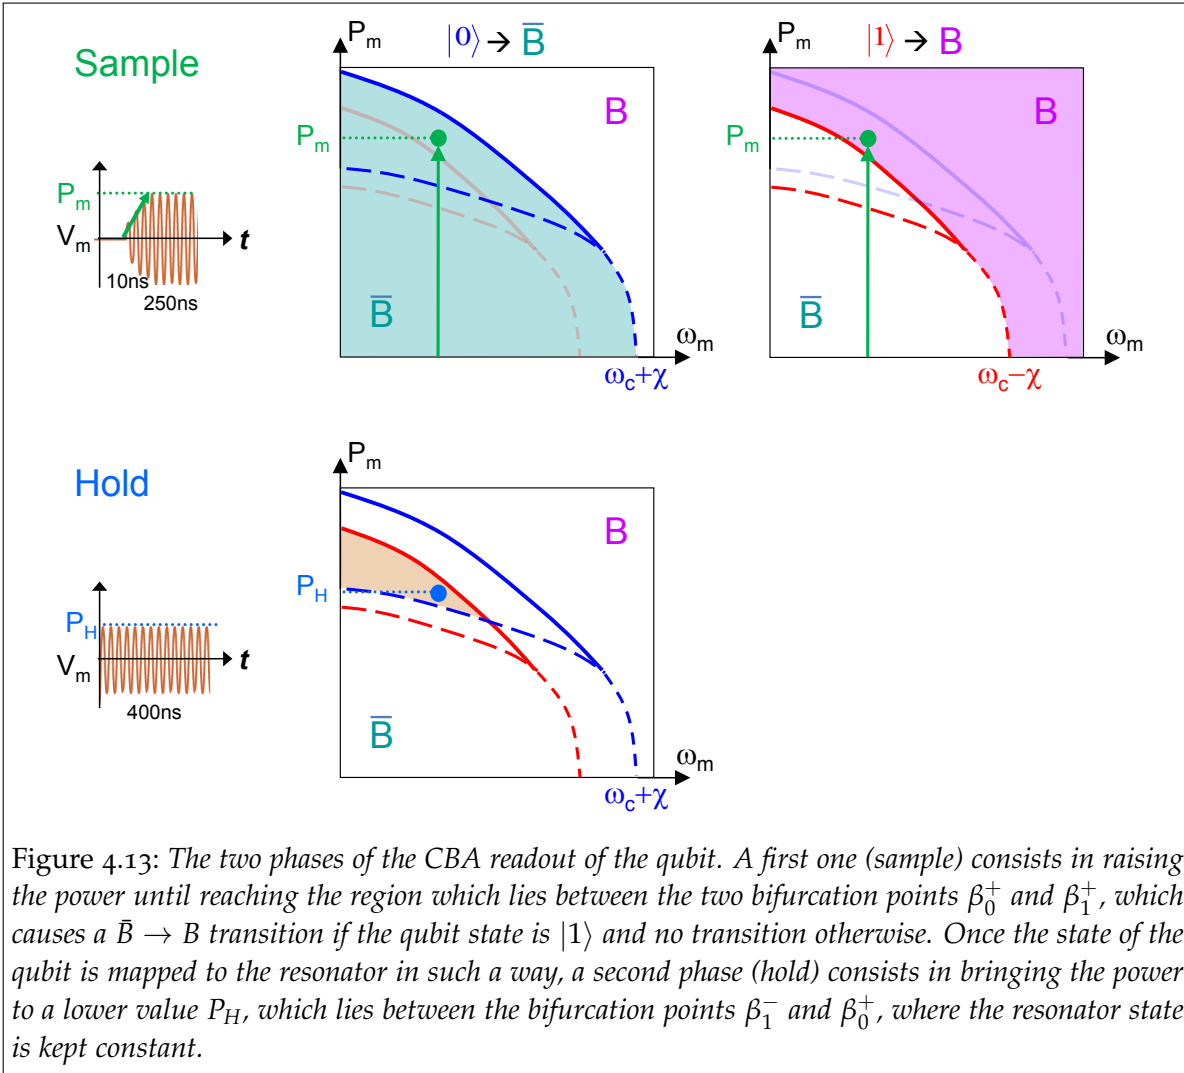 Sample
P_m
V_m
t
10ns
250ns
P_m
|0⟩ → B̅
P_m
B
B̅
ω_m
ω_c+χ
P_m
|1⟩ → B
P_m
B
B̅
ω_m
ω_c−χ
Hold
P_H
V_m
t
400ns
P_m
B
P_H
B̅
ω_m
ω_c+χ
Figure 4.13: The two phases of the CBA readout of the qubit. A first one (sample) consists in raising
the power until reaching the region which lies between the two bifurcation points β₀⁺ and β₁⁺, which
causes a B̄ → B transition if the qubit state is |1⟩ and no transition otherwise. Once the state of the
qubit is mapped to the resonator in such a way, a second phase (hold) consists in bringing the power
to a lower value P_H, which lies between the bifurcation points β₁⁻ and β₀⁺, where the resonator state
is kept constant.